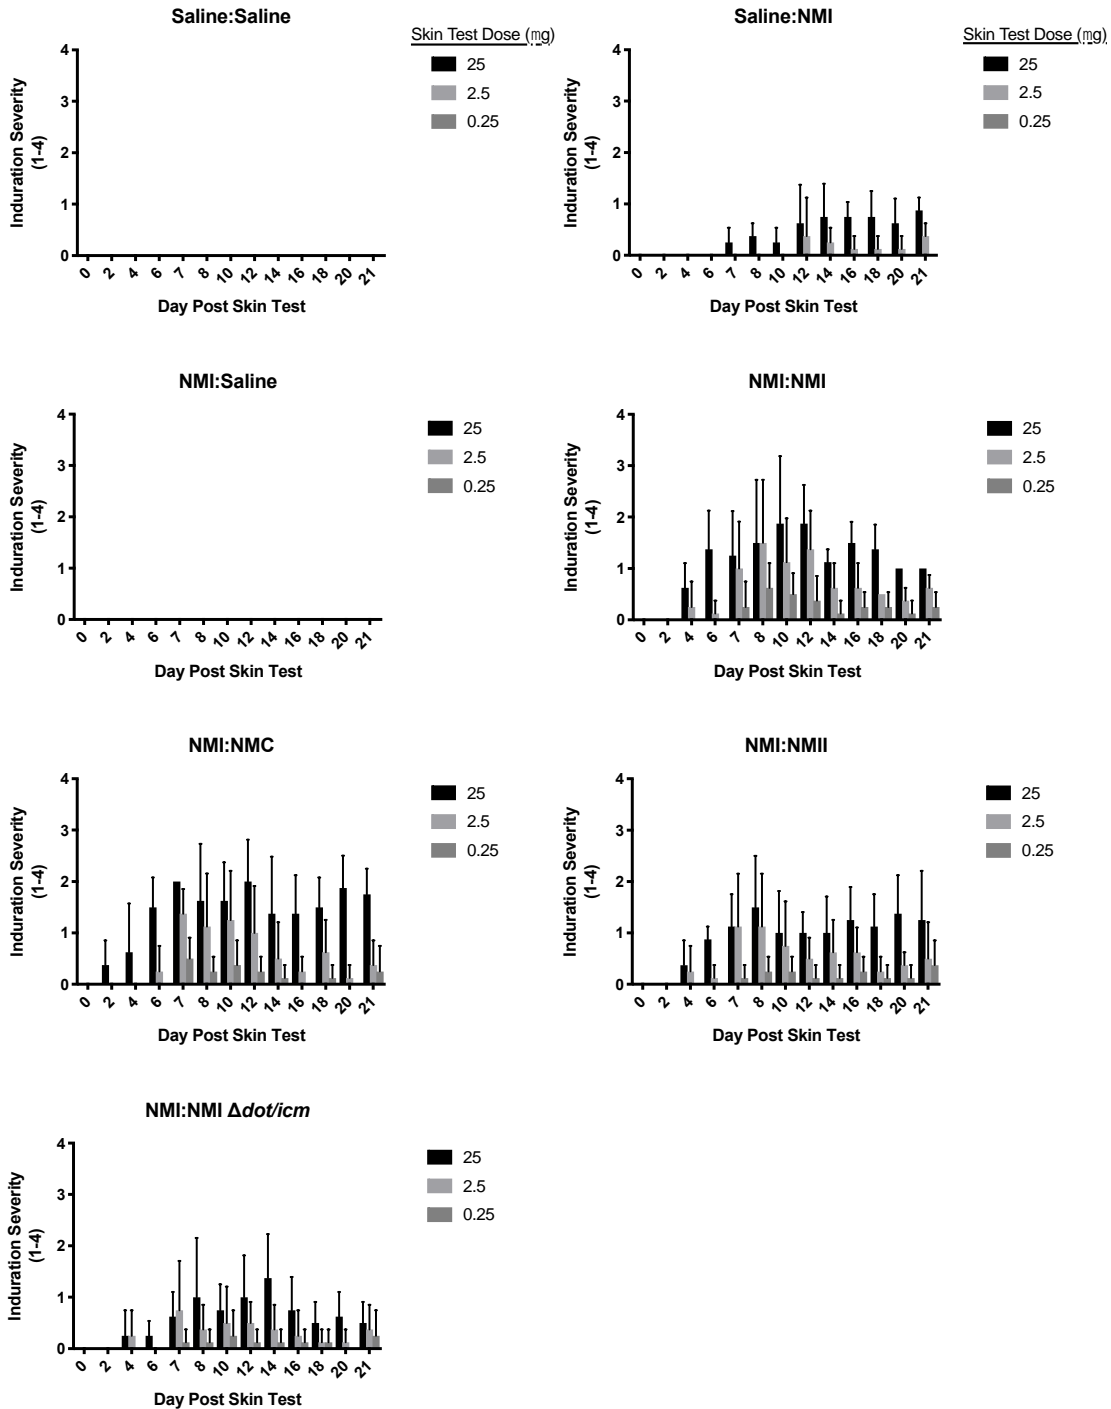 Saline:Saline
Skin Test Dose (mg)
25
2.5
0.25
4
3
2
1
0
Induration Severity
(1-4)
0 2 4 6 7 8 10 12 14 16 18 20 21
Day Post Skin Test
Saline:NMI
Skin Test Dose (mg)
25
2.5
0.25
4
3
2
1
0
Induration Severity
(1-4)
0 2 4 6 7 8 10 12 14 16 18 20 21
Day Post Skin Test
NMI:Saline
25
2.5
0.25
4
3
2
1
0
Induration Severity
(1-4)
0 2 4 6 7 8 10 12 14 16 18 20 21
Day Post Skin Test
NMI:NMI
25
2.5
0.25
4
3
2
1
0
Induration Severity
(1-4)
0 2 4 6 7 8 10 12 14 16 18 20 21
Day Post Skin Test
NMI:NMC
25
2.5
0.25
4
3
2
1
0
Induration Severity
(1-4)
0 2 4 6 7 8 10 12 14 16 18 20 21
Day Post Skin Test
NMI:NMII
25
2.5
0.25
4
3
2
1
0
Induration Severity
(1-4)
0 2 4 6 7 8 10 12 14 16 18 20 21
Day Post Skin Test
NMI:NMI Δdot/icm
25
2.5
0.25
4
3
2
1
0
Induration Severity
(1-4)
0 2 4 6 7 8 10 12 14 16 18 20 21
Day Post Skin Test